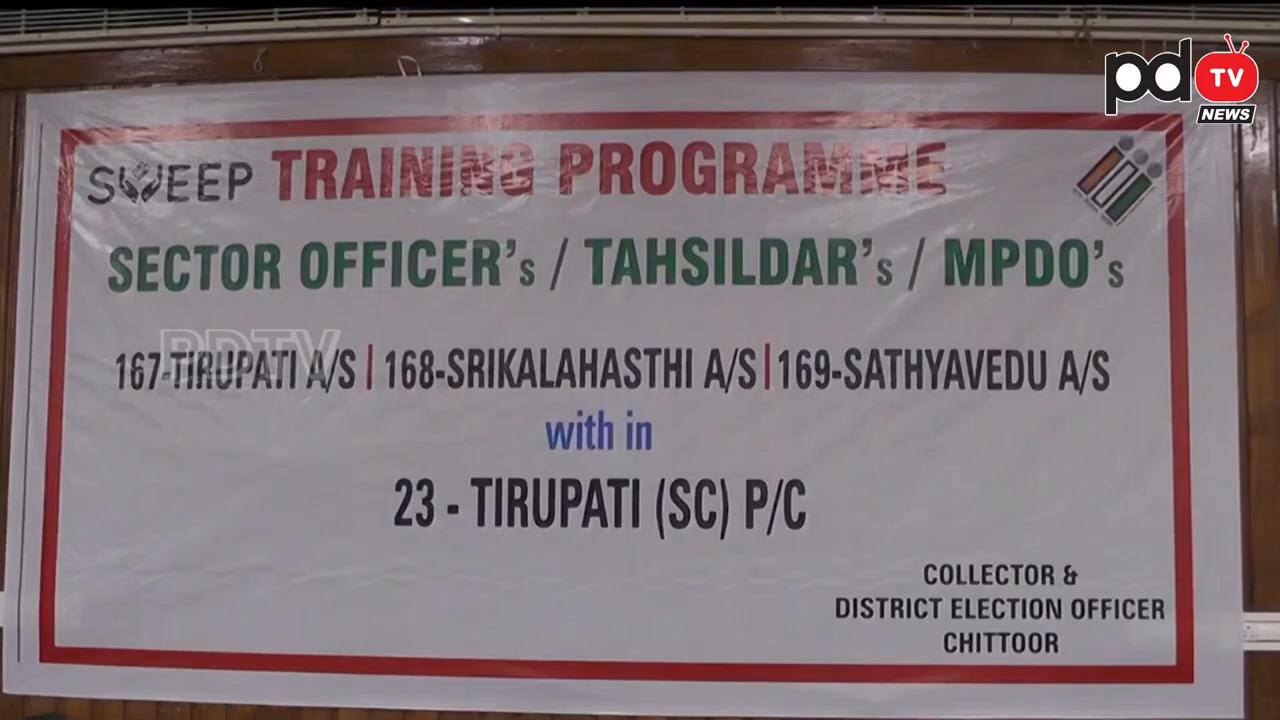 pd TV NEWS
SWEEP TRAINING PROGRAMME
SECTOR OFFICER's / TAHSILDAR's / MPDO's
PDTV
167-TIRUPATI A/S | 168-SRIKALAHASTHI A/S | 169-SATHYAVEDU A/S
with in
23 - TIRUPATI (SC) P/C
COLLECTOR &
DISTRICT ELECTION OFFICER
CHITTOOR